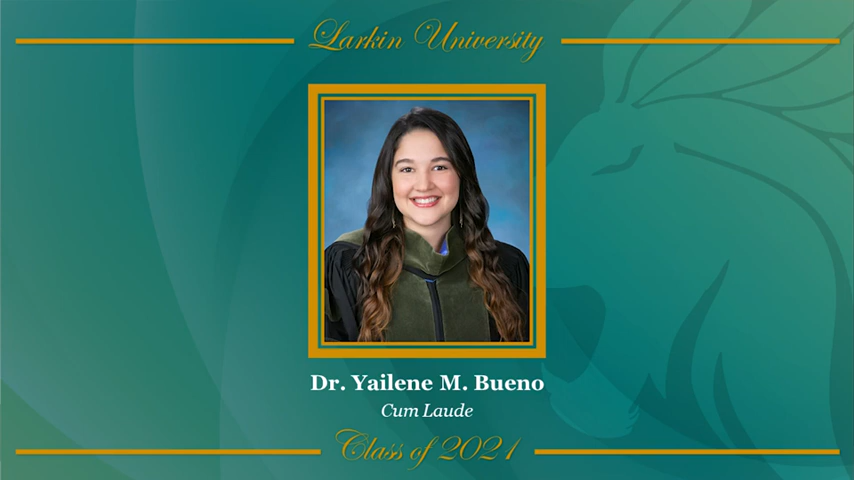 Larkin University
Dr. Yailene M. Bueno
Cum Laude
Class of 2021